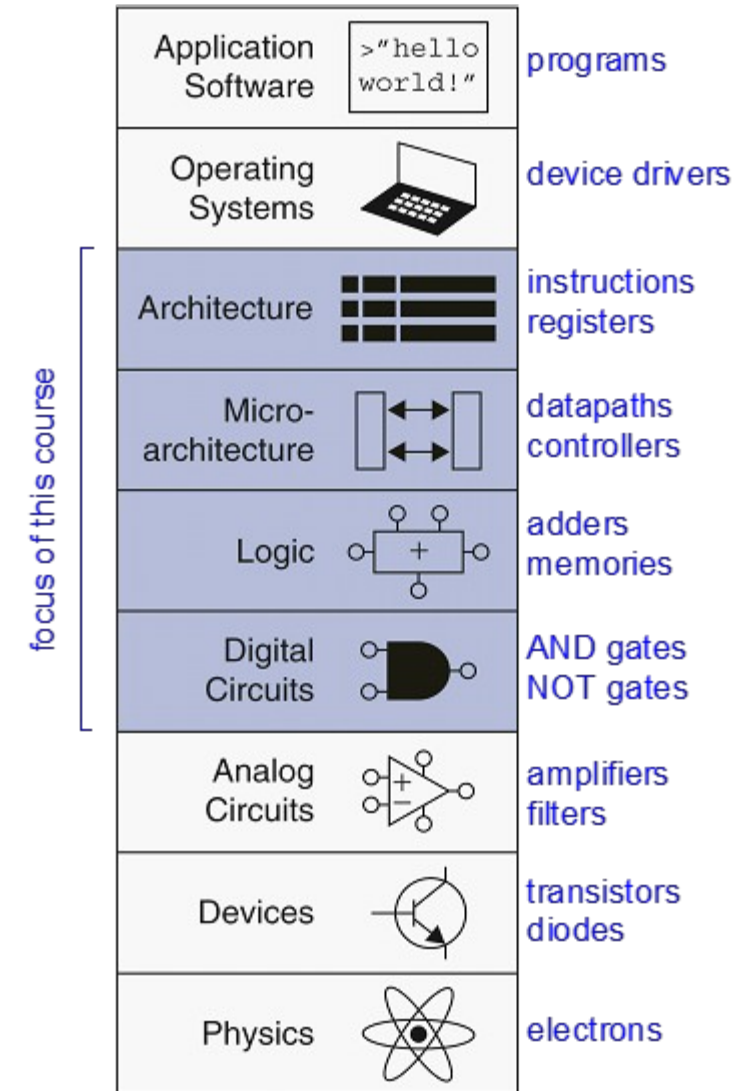 Application
Software
>"hello
world!"
programs
Operating
Systems
device drivers
focus of this course
Architecture
instructions
registers
Micro-
architecture
datapaths
controllers
Logic
+
adders
memories
Digital
Circuits
AND gates
NOT gates
Analog
Circuits
+
−
amplifiers
filters
Devices
transistors
diodes
Physics
electrons